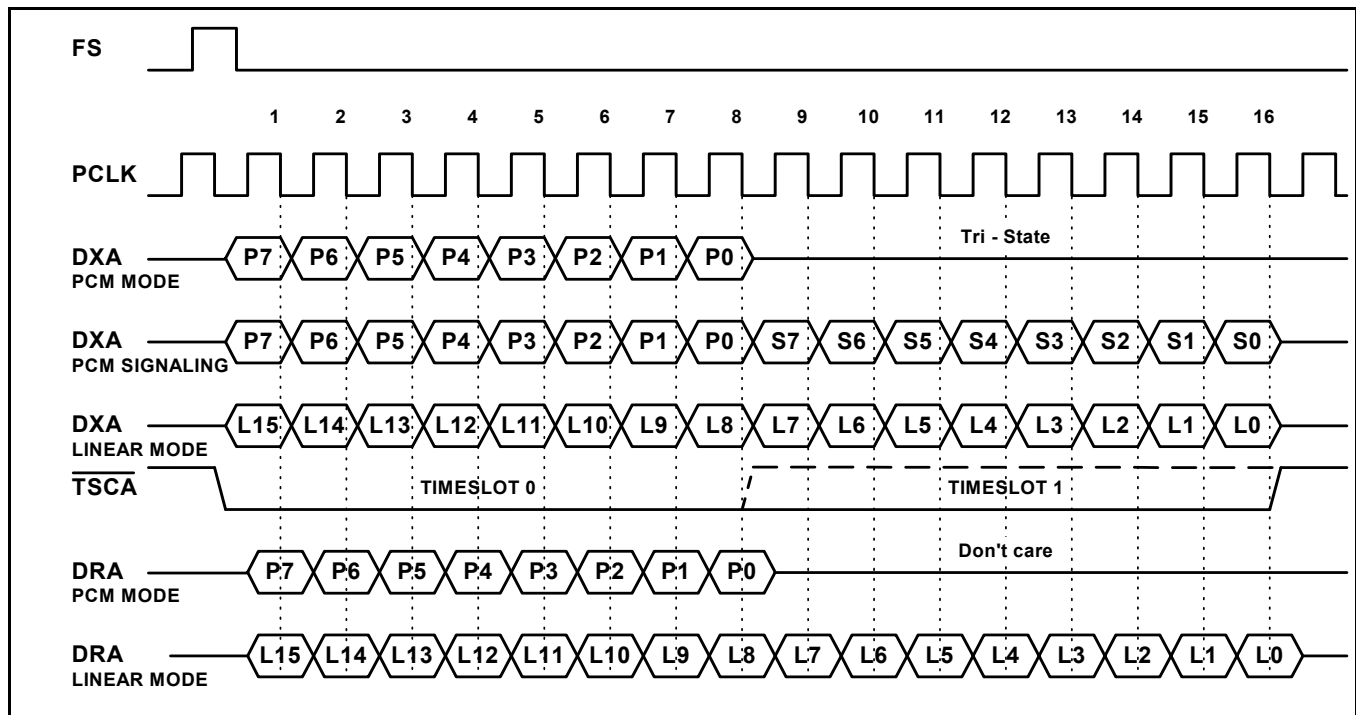 FS
1 2 3 4 5 6 7 8 9 10 11 12 13 14 15 16
PCLK
Tri - State
DXA P7 P6 P5 P4 P3 P2 P1 P0
PCM MODE
DXA P7 P6 P5 P4 P3 P2 P1 P0 S7 S6 S5 S4 S3 S2 S1 S0
PCM SIGNALING
DXA L15 L14 L13 L12 L11 L10 L9 L8 L7 L6 L5 L4 L3 L2 L1 L0
LINEAR MODE
TSCA TIMESLOT 0 TIMESLOT 1
Don't care
DRA P7 P6 P5 P4 P3 P2 P1 P0
PCM MODE
DRA L15 L14 L13 L12 L11 L10 L9 L8 L7 L6 L5 L4 L3 L2 L1 L0
LINEAR MODE